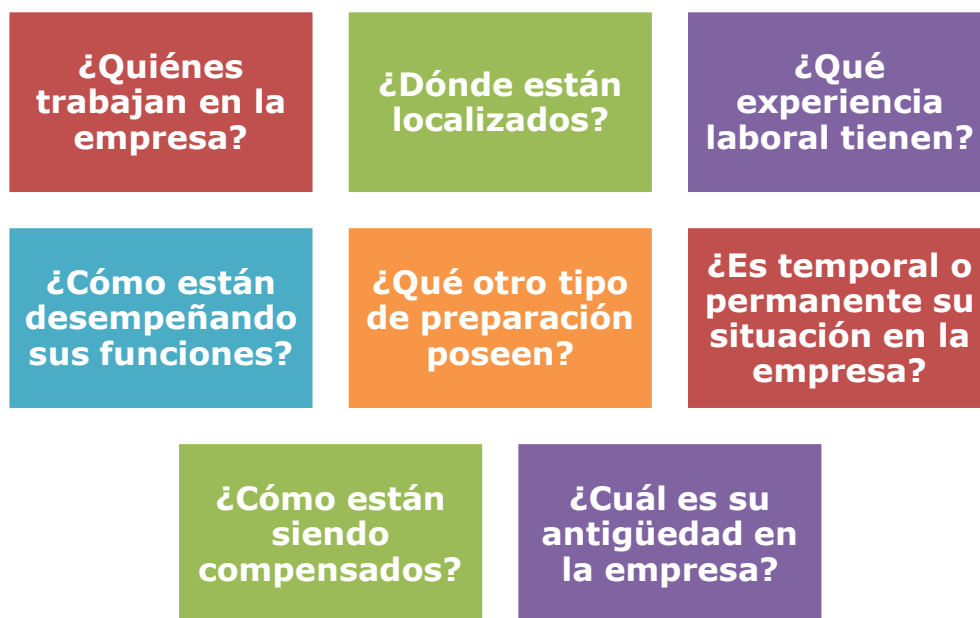 ¿Quiénes
trabajan en la
empresa?
¿Dónde están
localizados?
¿Qué
experiencia
laboral tienen?
¿Cómo están
desempeñando
sus funciones?
¿Qué otro tipo
de preparación
poseen?
¿Es temporal o
permanente su
situación en la
empresa?
¿Cómo están
siendo
compensados?
¿Cuál es su
antigüedad en
la empresa?